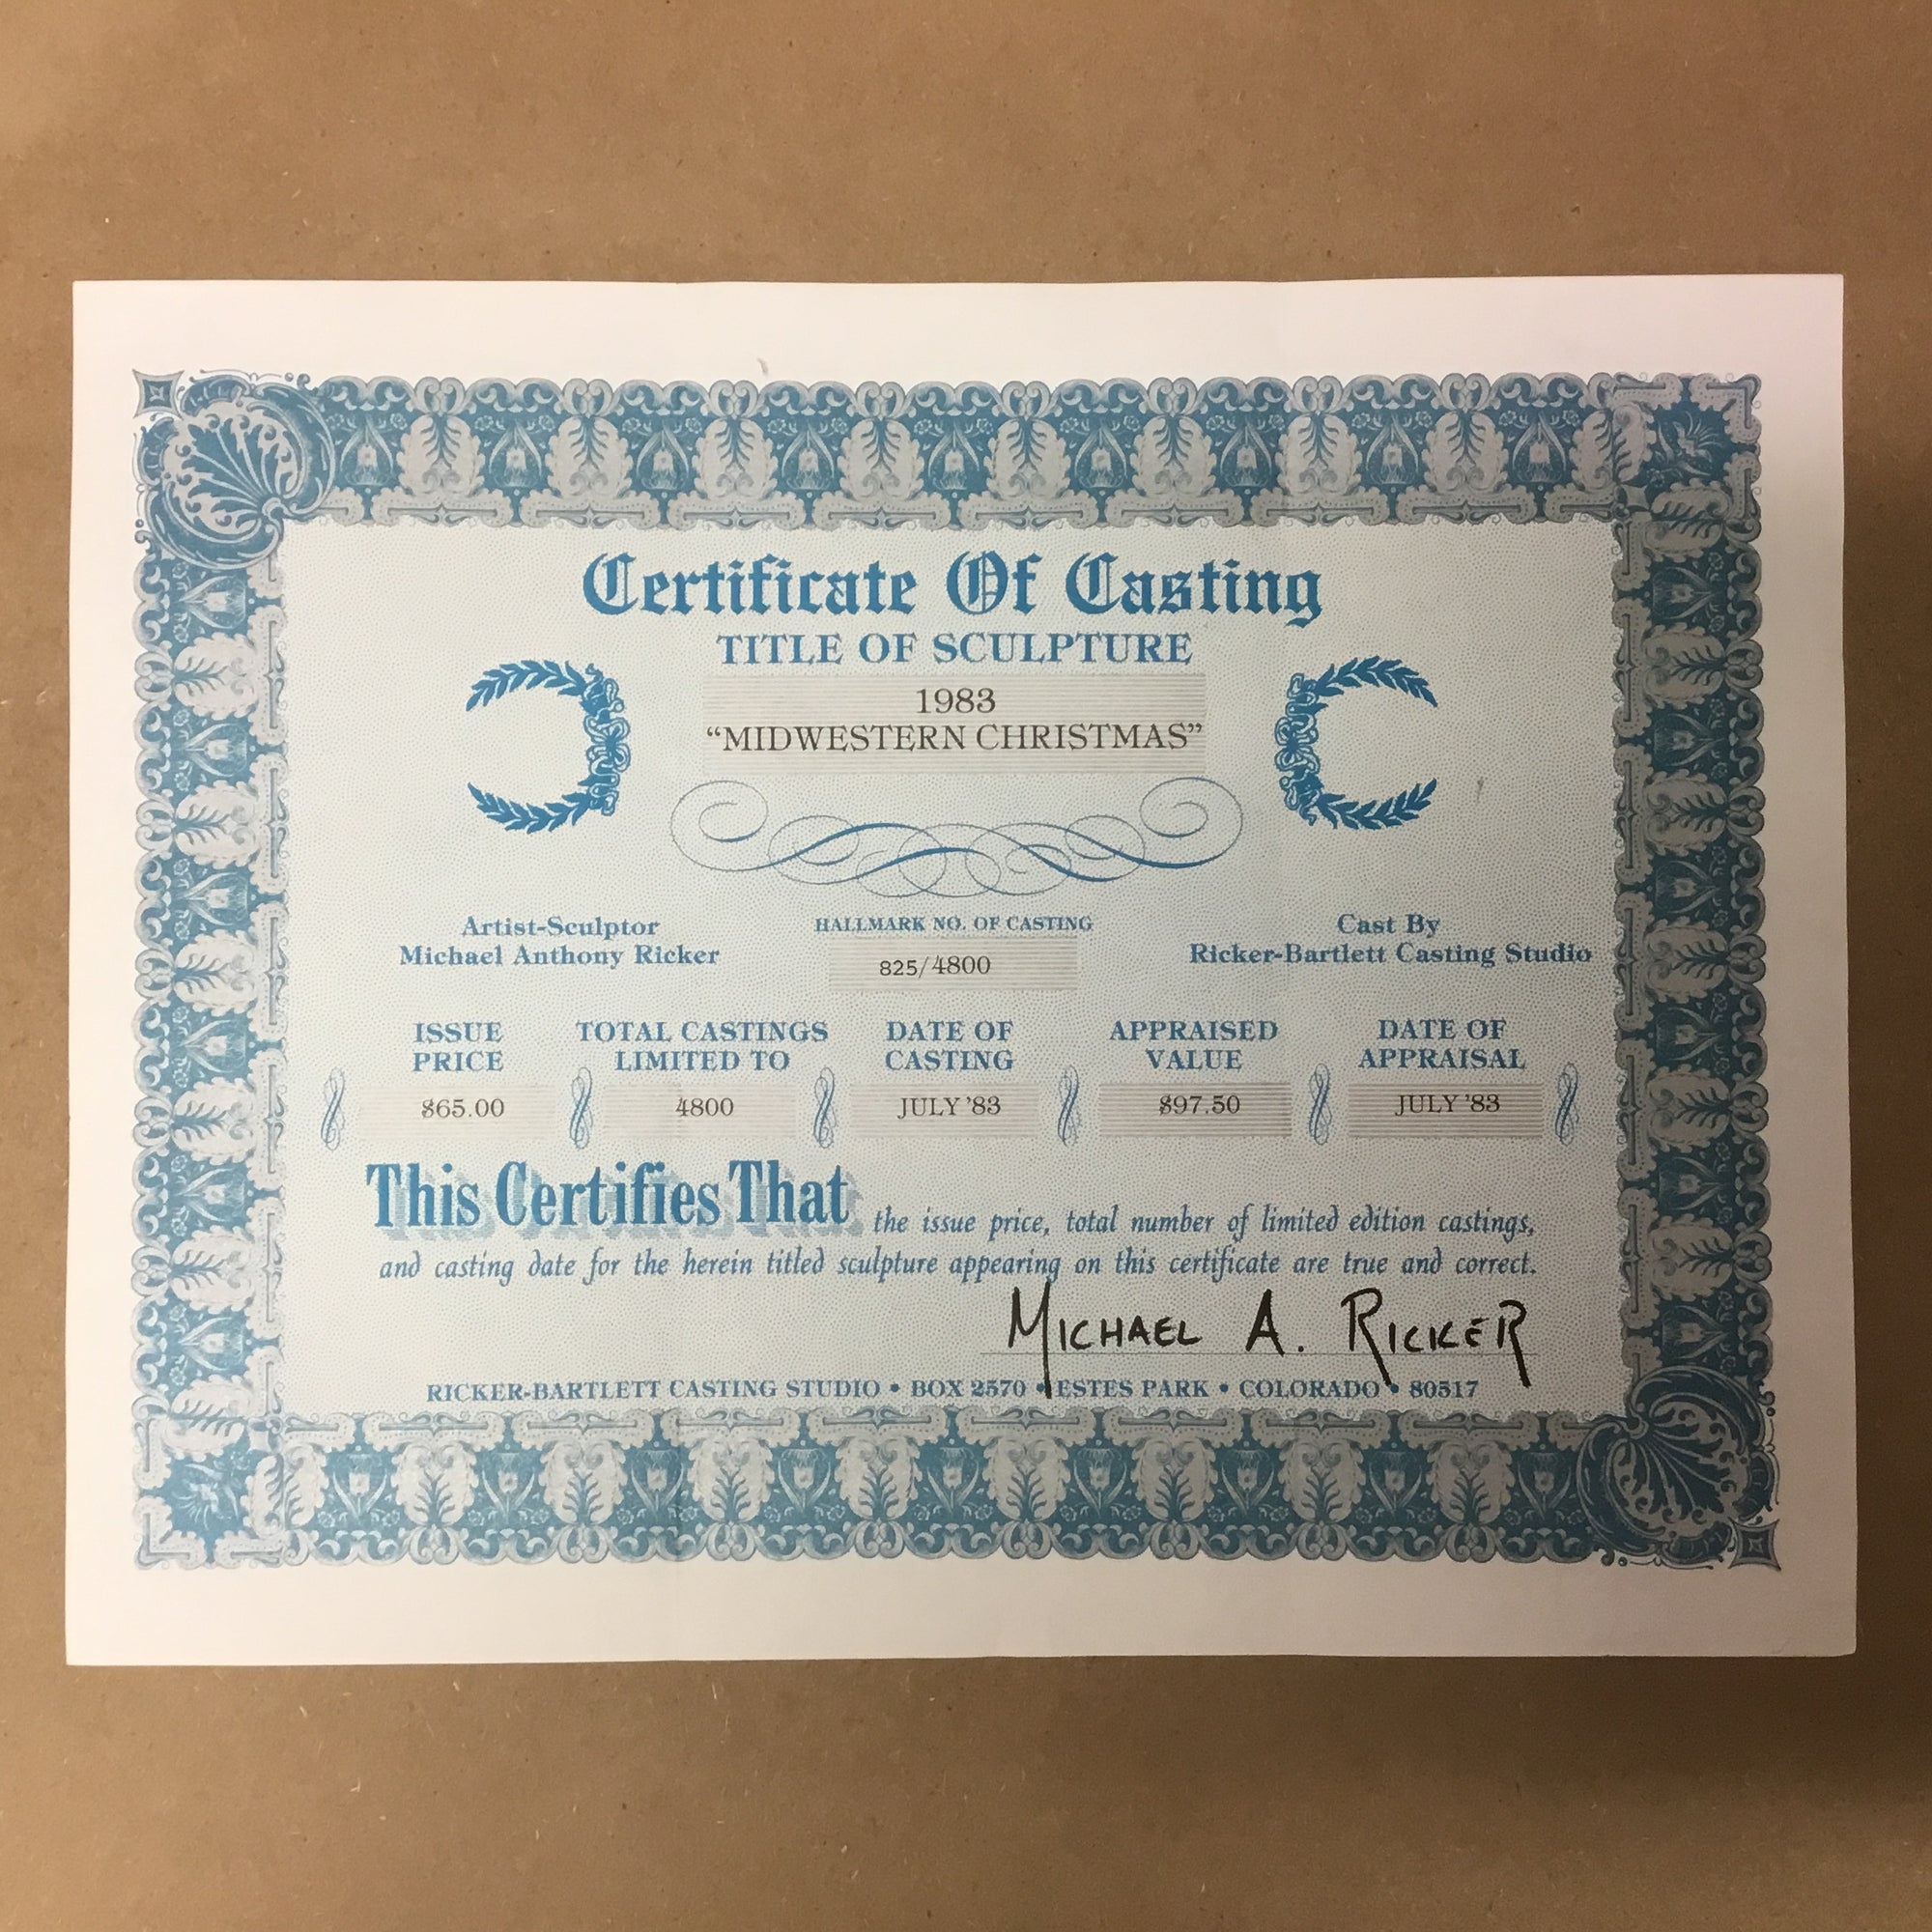 Certificate Of Casting
TITLE OF SCULPTURE
1983
“MIDWESTERN CHRISTMAS”
Artist-Sculptor
Michael Anthony Ricker
HALLMARK NO. OF CASTING
825/4800
Cast By
Ricker-Bartlett Casting Studio
ISSUE
PRICE
$65.00
TOTAL CASTINGS
LIMITED TO
4800
DATE OF
CASTING
JULY '83
APPRAISED
VALUE
$97.50
DATE OF
APPRAISAL
JULY '83
This Certifies That the issue price, total number of limited edition castings,
and casting date for the herein titled sculpture appearing on this certificate are true and correct.
MICHAEL A. RICKER
RICKER-BARTLETT CASTING STUDIO • BOX 2570 • ESTES PARK • COLORADO • 80517